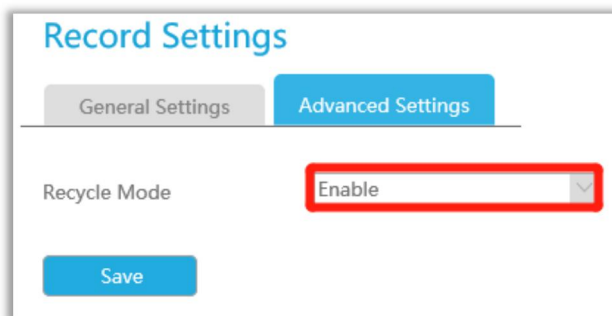 Record Settings
General Settings
Advanced Settings
Recycle Mode
Enable
Save